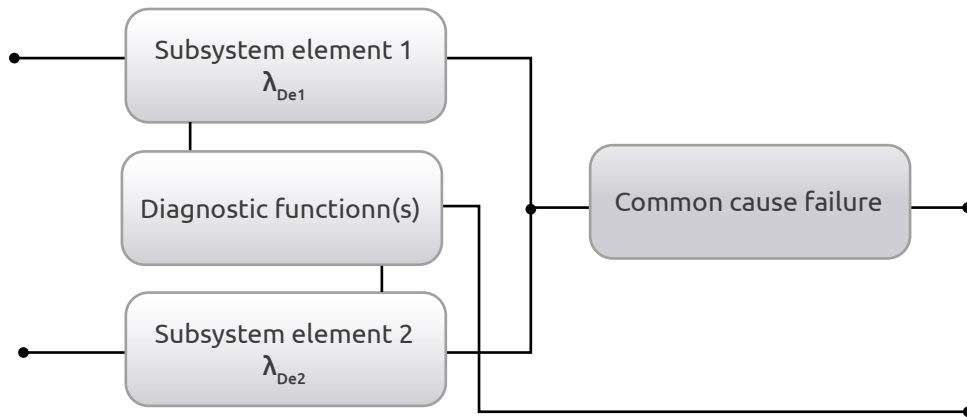 Subsystem element 1
λDe1
Diagnostic functionn(s)
Subsystem element 2
λDe2
Common cause failure